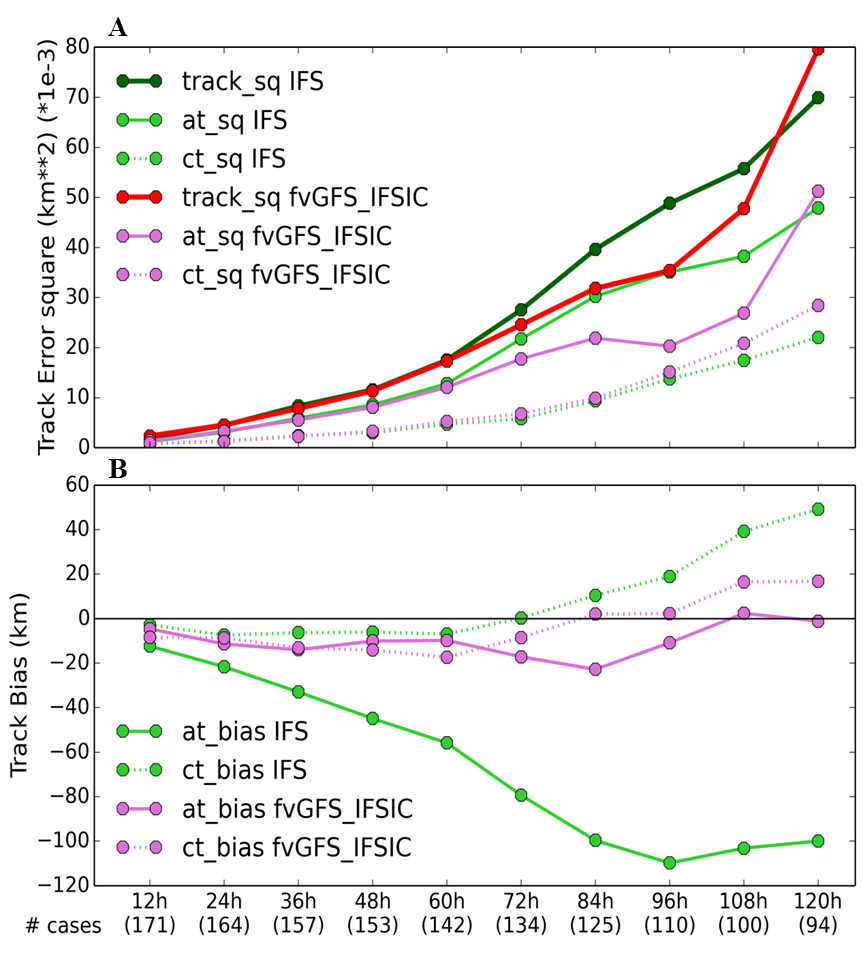 A
Track Error square (km**2) (*1e-3)
80
70
60
50
40
30
20
10
0
track_sq IFS
at_sq IFS
ct_sq IFS
track_sq fvGFS_IFSIC
at_sq fvGFS_IFSIC
ct_sq fvGFS_IFSIC
B
Track Bias (km)
60
40
20
0
−20
−40
−60
−80
−100
−120
at_bias IFS
ct_bias IFS
at_bias fvGFS_IFSIC
ct_bias fvGFS_IFSIC
12h 24h 36h 48h 60h 72h 84h 96h 108h 120h
# cases (171) (164) (157) (153) (142) (134) (125) (110) (100) (94)